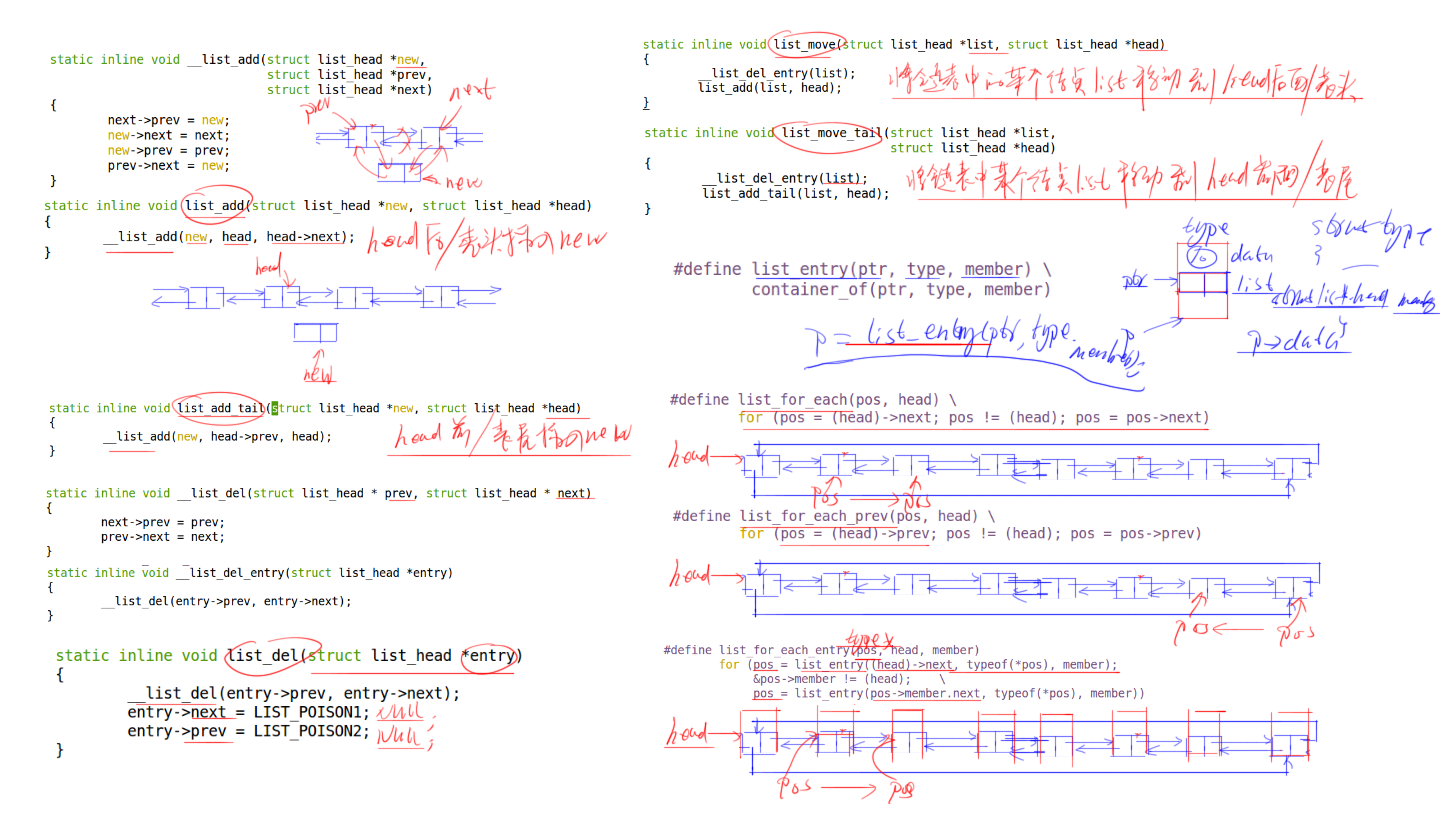 static inline void __list_add(struct list_head *new,
struct list_head *prev,
struct list_head *next)
{
next->prev = new;
new->next = next;
new->prev = prev;
prev->next = new;
}
prev
next
new
static inline void list_add(struct list_head *new, struct list_head *head)
{
__list_add(new, head, head->next);
}
head后/表头插入new
head
new
static inline void list_add_tail(struct list_head *new, struct list_head *head)
{
__list_add(new, head->prev, head);
}
head前/表尾插入new
static inline void __list_del(struct list_head * prev, struct list_head * next)
{
next->prev = prev;
prev->next = next;
}
static inline void __list_del_entry(struct list_head *entry)
{
__list_del(entry->prev, entry->next);
}
static inline void list_del(struct list_head *entry)
{
__list_del(entry->prev, entry->next);
entry->next = LIST_POISON1; NULL;
entry->prev = LIST_POISON2; NULL;
}
static inline void list_move(struct list_head *list, struct list_head *head)
{
__list_del_entry(list);
list_add(list, head);
}
将链表中的某个结点list移动到head后面/表头
static inline void list_move_tail(struct list_head *list,
struct list_head *head)
{
__list_del_entry(list);
list_add_tail(list, head);
}
将链表中某个结点list移动到head前面/表尾
#define list_entry(ptr, type, member) \
container_of(ptr, type, member)
type
10
data
ptr
list
p
struct type
{
struct list_head member
}
p->data
p = list_entry(ptr, type, member);
#define list_for_each(pos, head) \
for (pos = (head)->next; pos != (head); pos = pos->next)
head
pos
pos
#define list_for_each_prev(pos, head) \
for (pos = (head)->prev; pos != (head); pos = pos->prev)
head
pos
pos
type *
#define list_for_each_entry(pos, head, member)
for (pos = list_entry((head)->next, typeof(*pos), member);
&pos->member != (head); \
pos = list_entry(pos->member.next, typeof(*pos), member))
head
pos
pos